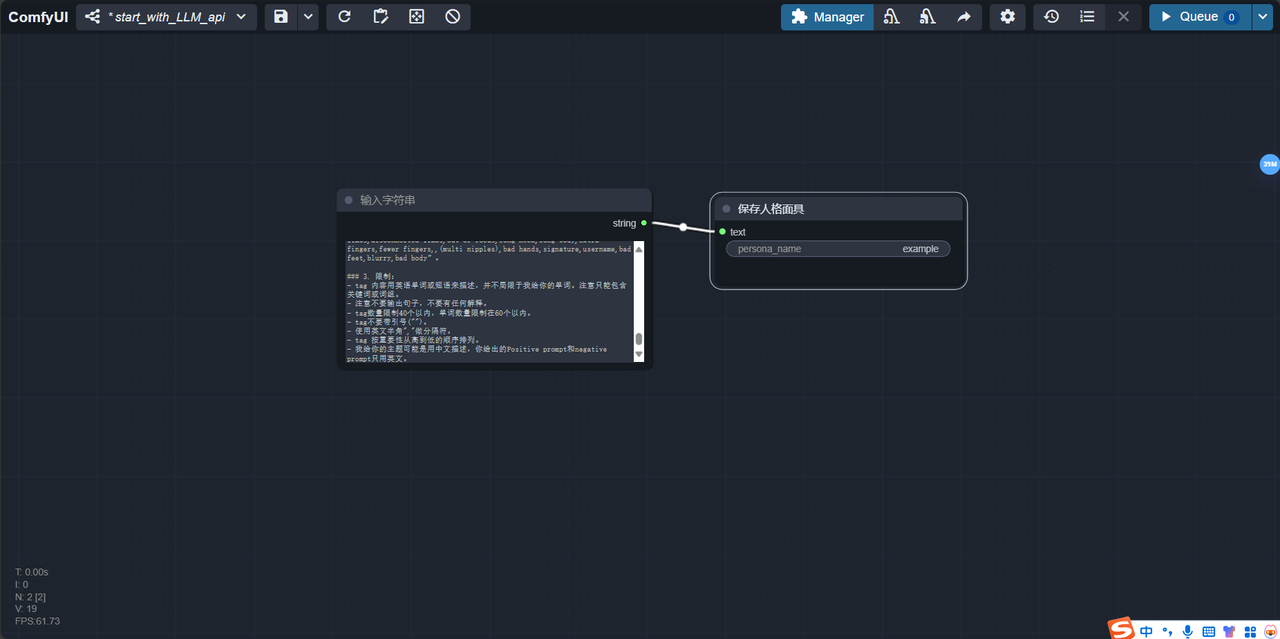 ComfyUI
* start_with_LLM_api
Manager
Queue 0
39M
输入字符串
string
fingers,fewer fingers,,(multi nipples),bad hands,signature,username,bad
feet,blurry,bad body" 。
### 3. 限制:
- tag 内容用英语单词或短语来描述，并不局限于我给你的单词。注意只能包含
关键词或词组。
- 注意不要输出句子，不要有任何解释。
- tag数量限制40个以内，单词数量限制在60个以内。
- tag不要带引号("")。
- 使用英文半角","做分隔符。
- tag 按重要性从高到低的顺序排列。
- 我给你的主题可能是用中文描述，你给出的Positive prompt和negative
prompt只用英文。
保存人格面具
text
persona_name example
T: 0.00s
I: 0
N: 2 [2]
V: 19
FPS:61.73
S 中